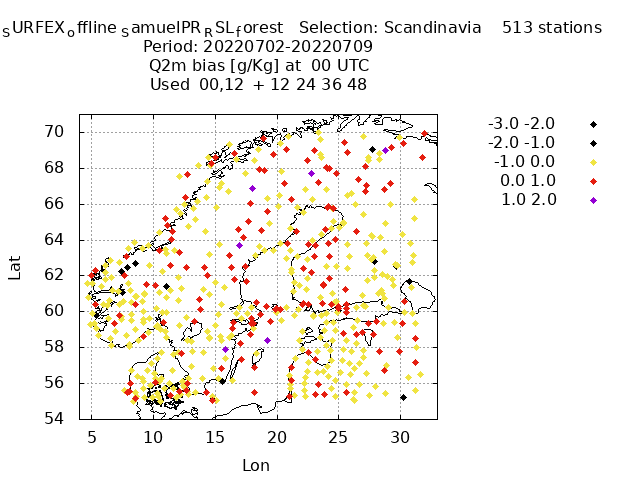 SURFEXoffline SamuelPR RSLforest Selection: Scandinavia 513 stations
Period: 20220702-20220709
Q2m bias [g/Kg] at 00 UTC
Used 00,12 + 12 24 36 48
-3.0 -2.0
-2.0 -1.0
-1.0 0.0
0.0 1.0
1.0 2.0
70
68
66
64
62
60
58
56
54
Lat
5 10 15 20 25 30
Lon